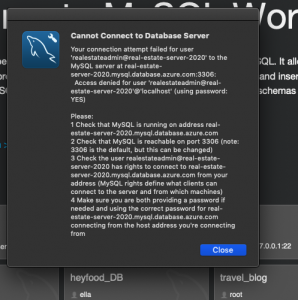 Cannot Connect to Database Server
Your connection attempt failed for user
'realestateadmin@real-estate-server-2020' to the
MySQL server at real-estate-
server-2020.mysql.database.azure.com:3306:
Access denied for user 'realestateadmin@real-
estate-server-2020'@'localhost' (using password:
YES)
Please:
1 Check that MySQL is running on address real-
estate-server-2020.mysql.database.azure.com
2 Check that MySQL is reachable on port 3306 (note:
3306 is the default, but this can be changed)
3 Check the user realestateadmin@real-estate-
server-2020 has rights to connect to real-estate-
server-2020.mysql.database.azure.com from your
address (MySQL rights define what clients can
connect to the server and from which machines)
4 Make sure you are both providing a password if
needed and using the correct password for real-
estate-server-2020.mysql.database.azure.com
connecting from the host address you're connecting
from
Close
7.0.0.1:22
heyfood_DB
travel_blog
ella
root